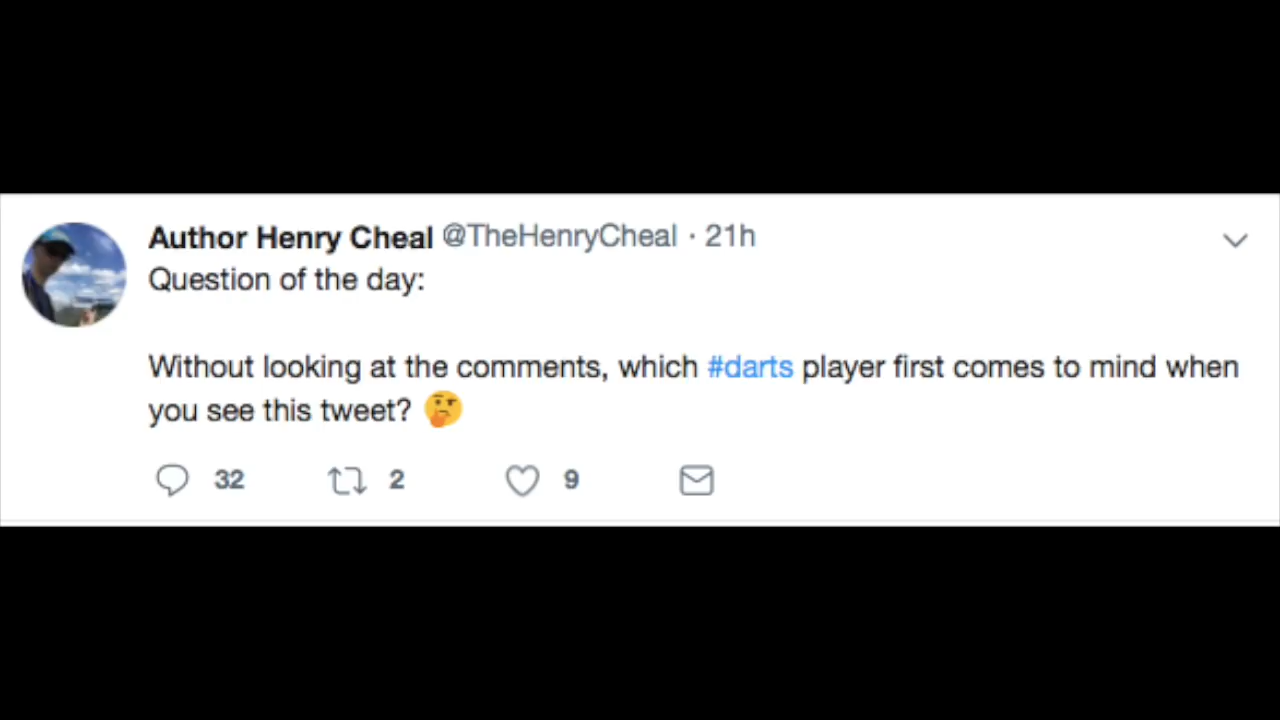 Author Henry Cheal @TheHenryCheal · 21h
Question of the day:
Without looking at the comments, which #darts player first comes to mind when
you see this tweet? 🤔
32 2 9